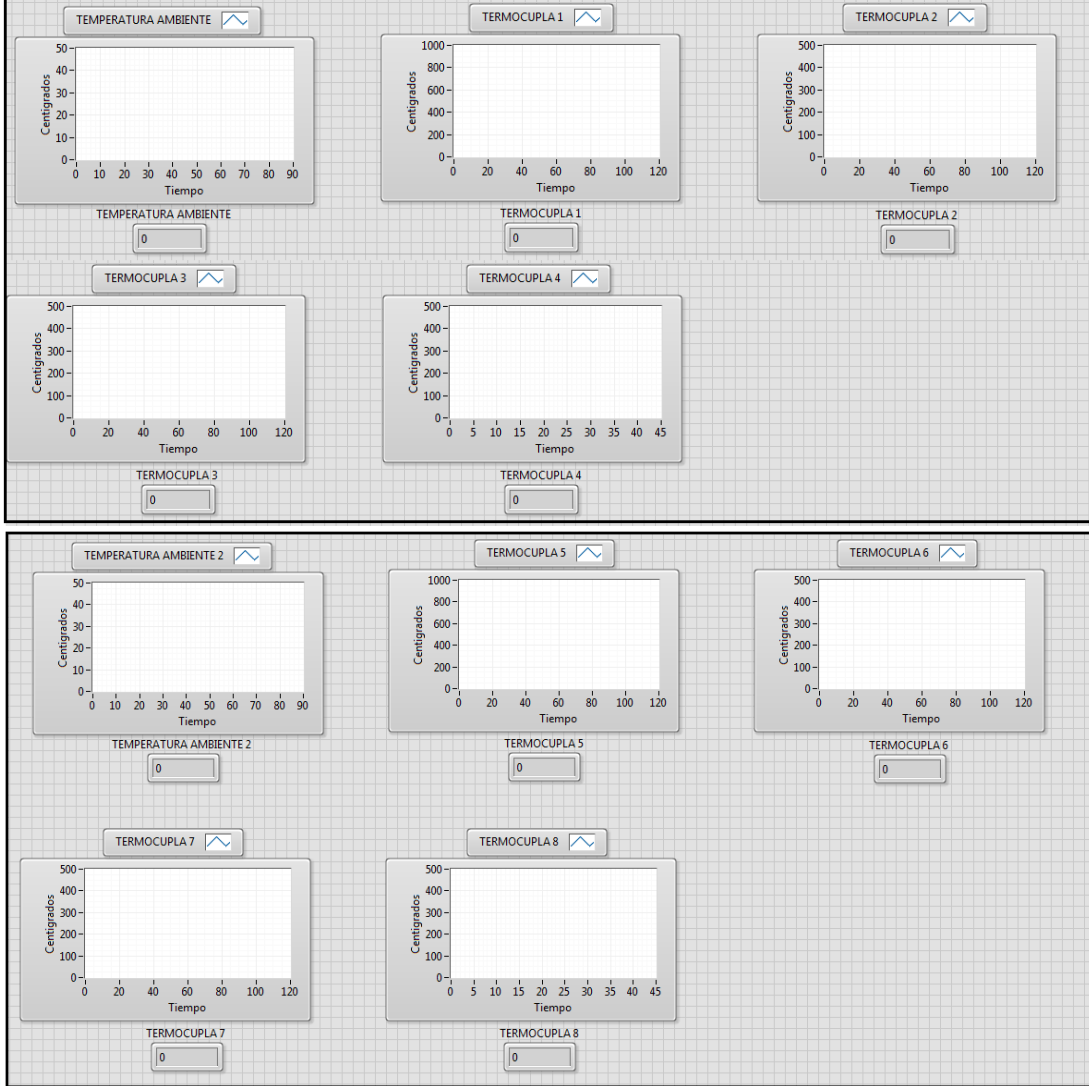 TEMPERATURA AMBIENTE
50
40
30
20
10
0
Centigrados
0 10 20 30 40 50 60 70 80 90
Tiempo
TEMPERATURA AMBIENTE
0
TERMOCUPLA 1
1000
800
600
400
200
0
Centigrados
0 20 40 60 80 100 120
Tiempo
TERMOCUPLA 1
0
TERMOCUPLA 2
500
400
300
200
100
0
Centigrados
0 20 40 60 80 100 120
Tiempo
TERMOCUPLA 2
0
TERMOCUPLA 3
500
400
300
200
100
0
Centigrados
0 20 40 60 80 100 120
Tiempo
TERMOCUPLA 3
0
TERMOCUPLA 4
500
400
300
200
100
0
Centigrados
0 5 10 15 20 25 30 35 40 45
Tiempo
TERMOCUPLA 4
0
TEMPERATURA AMBIENTE 2
50
40
30
20
10
0
Centigrados
0 10 20 30 40 50 60 70 80 90
Tiempo
TEMPERATURA AMBIENTE 2
0
TERMOCUPLA 5
1000
800
600
400
200
0
Centigrados
0 20 40 60 80 100 120
Tiempo
TERMOCUPLA 5
0
TERMOCUPLA 6
500
400
300
200
100
0
Centigrados
0 20 40 60 80 100 120
Tiempo
TERMOCUPLA 6
0
TERMOCUPLA 7
500
400
300
200
100
0
Centigrados
0 20 40 60 80 100 120
Tiempo
TERMOCUPLA 7
0
TERMOCUPLA 8
500
400
300
200
100
0
Centigrados
0 5 10 15 20 25 30 35 40 45
Tiempo
TERMOCUPLA 8
0